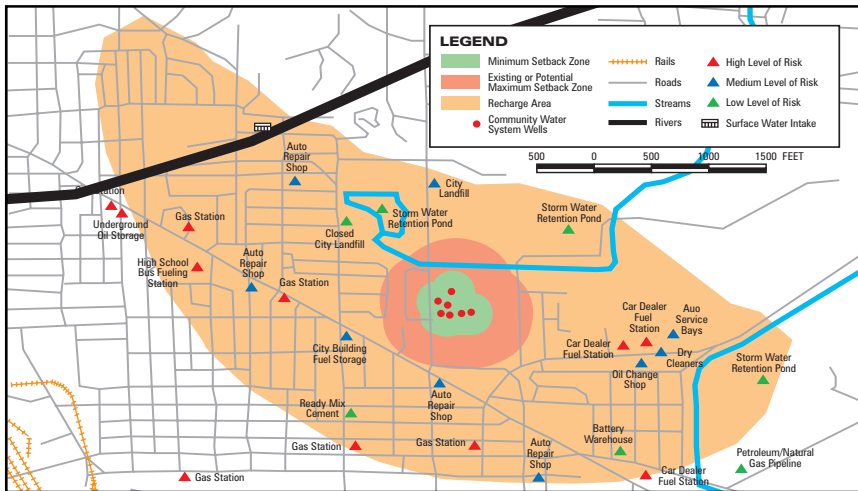 LEGEND
Minimum Setback Zone
Existing or Potential
Maximum Setback Zone
Recharge Area
Community Water
System Wells
Rails
Roads
Streams
Rivers
High Level of Risk
Medium Level of Risk
Low Level of Risk
Surface Water Intake
500 0 500 1000 1500 FEET
Auto
Repair
Shop
City
Landfill
Station
Underground
Oil Storage
Gas Station
Storm Water
Retention Pond
Closed
City Landfill
Storm Water
Retention Pond
High School
Bus Fueling
Station
Auto
Repair
Shop
Gas Station
City Building
Fuel Storage
Car Dealer
Fuel
Station
Auo
Service
Bays
Car Dealer
Fuel Station
Dry
Cleaners
Oil Change
Shop
Storm Water
Retention Pond
Auto
Repair
Shop
Ready Mix
Cement
Gas Station
Gas Station
Battery
Warehouse
Auto
Repair
Shop
Petroleum/Natural
Gas Pipeline
Gas Station
Car Dealer
Fuel Station